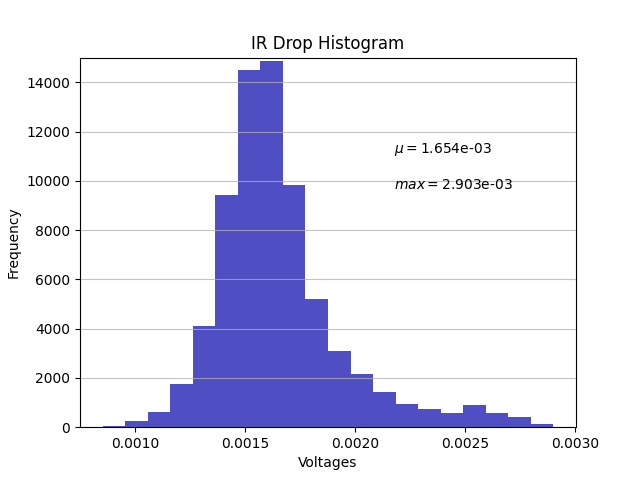 IR Drop Histogram
14000
12000
10000
8000
6000
4000
2000
0
Frequency
μ = 1.654e-03
max = 2.903e-03
0.0010 0.0015 0.0020 0.0025 0.0030
Voltages